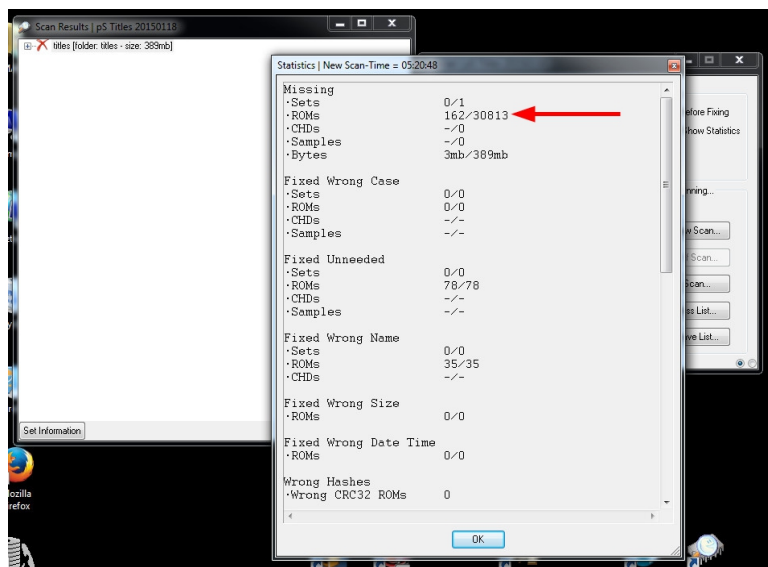 Scan Results | pS Titles 20150118
titles [folder: titles - size: 389mb]
Set Information
Statistics | New Scan-Time = 05:20:48
Missing
·Sets 0/1
·ROMs 162/30813
·CHDs -/0
·Samples -/0
·Bytes 3mb/389mb
Fixed Wrong Case
·Sets 0/0
·ROMs 0/0
·CHDs -/-
·Samples -/-
Fixed Unneeded
·Sets 0/0
·ROMs 78/78
·CHDs -/-
·Samples -/-
Fixed Wrong Name
·Sets 0/0
·ROMs 35/35
·CHDs -/-
Fixed Wrong Size
·ROMs 0/0
Fixed Wrong Date Time
·ROMs 0/0
Wrong Hashes
·Wrong CRC32 ROMs 0
OK
efore Fixing
how Statistics
nning...
w Scan...
Scan...
Scan...
ss List...
ve List...
ozilla
refox